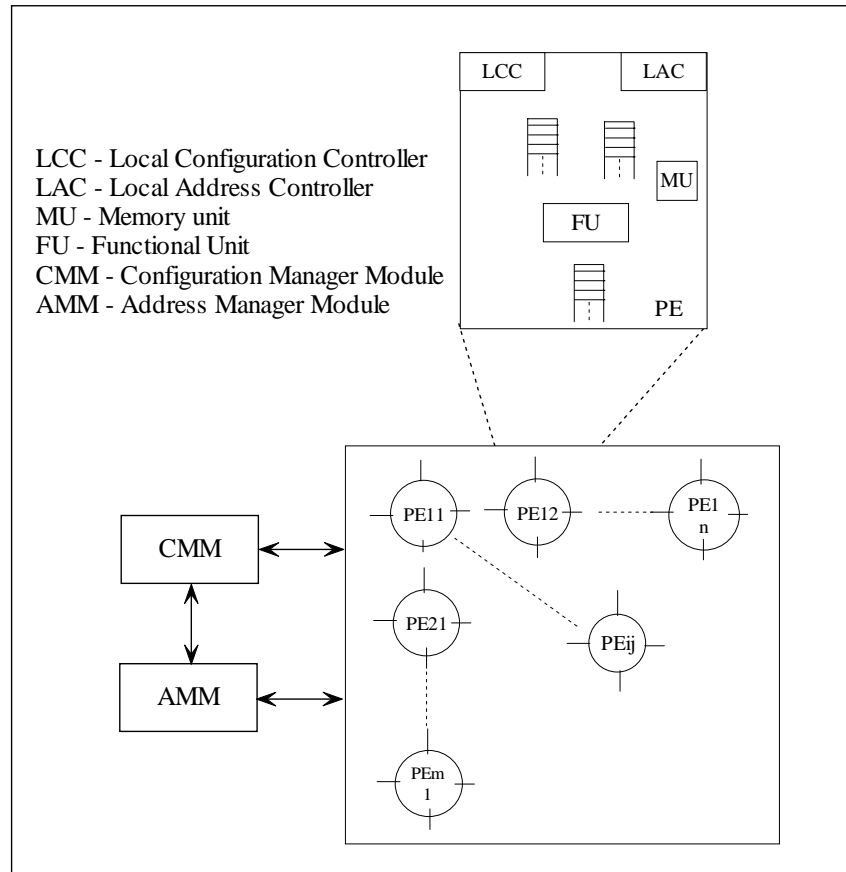 LCC
LAC
LCC - Local Configuration Controller
LAC - Local Address Controller
MU - Memory unit
FU - Functional Unit
CMM - Configuration Manager Module
AMM - Address Manager Module
MU
FU
PE
PE11
PE12
PE1
n
CMM
PE21
PEij
AMM
PEm
1